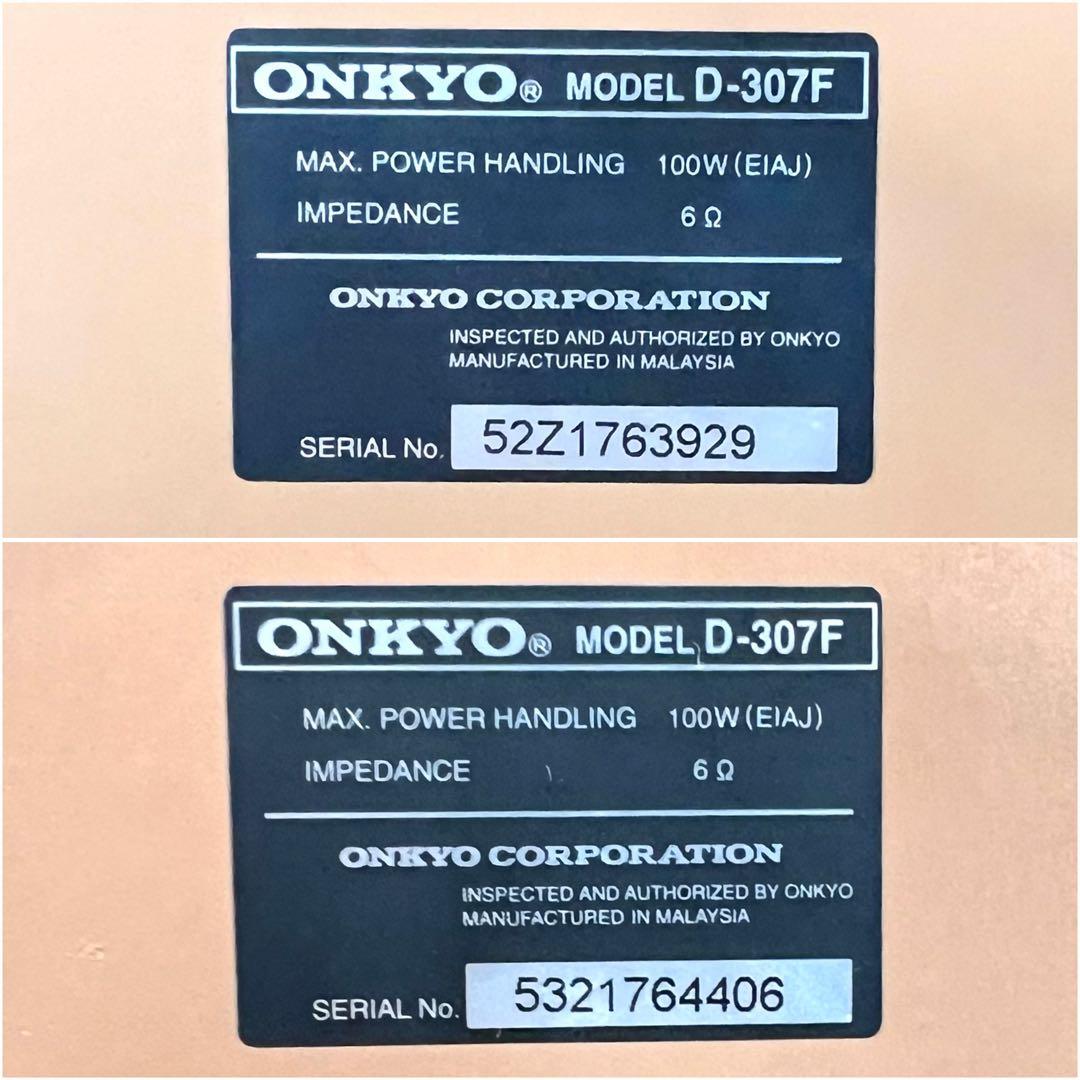 ONKYO® MODEL D-307F
MAX. POWER HANDLING 100W (EIAJ)
IMPEDANCE 6 Ω
ONKYO CORPORATION
INSPECTED AND AUTHORIZED BY ONKYO
MANUFACTURED IN MALAYSIA
SERIAL No. 52Z1763929
ONKYO® MODEL D-307F
MAX. POWER HANDLING 100W (EIAJ)
IMPEDANCE 6 Ω
ONKYO CORPORATION
INSPECTED AND AUTHORIZED BY ONKYO
MANUFACTURED IN MALAYSIA
SERIAL No. 5321764406